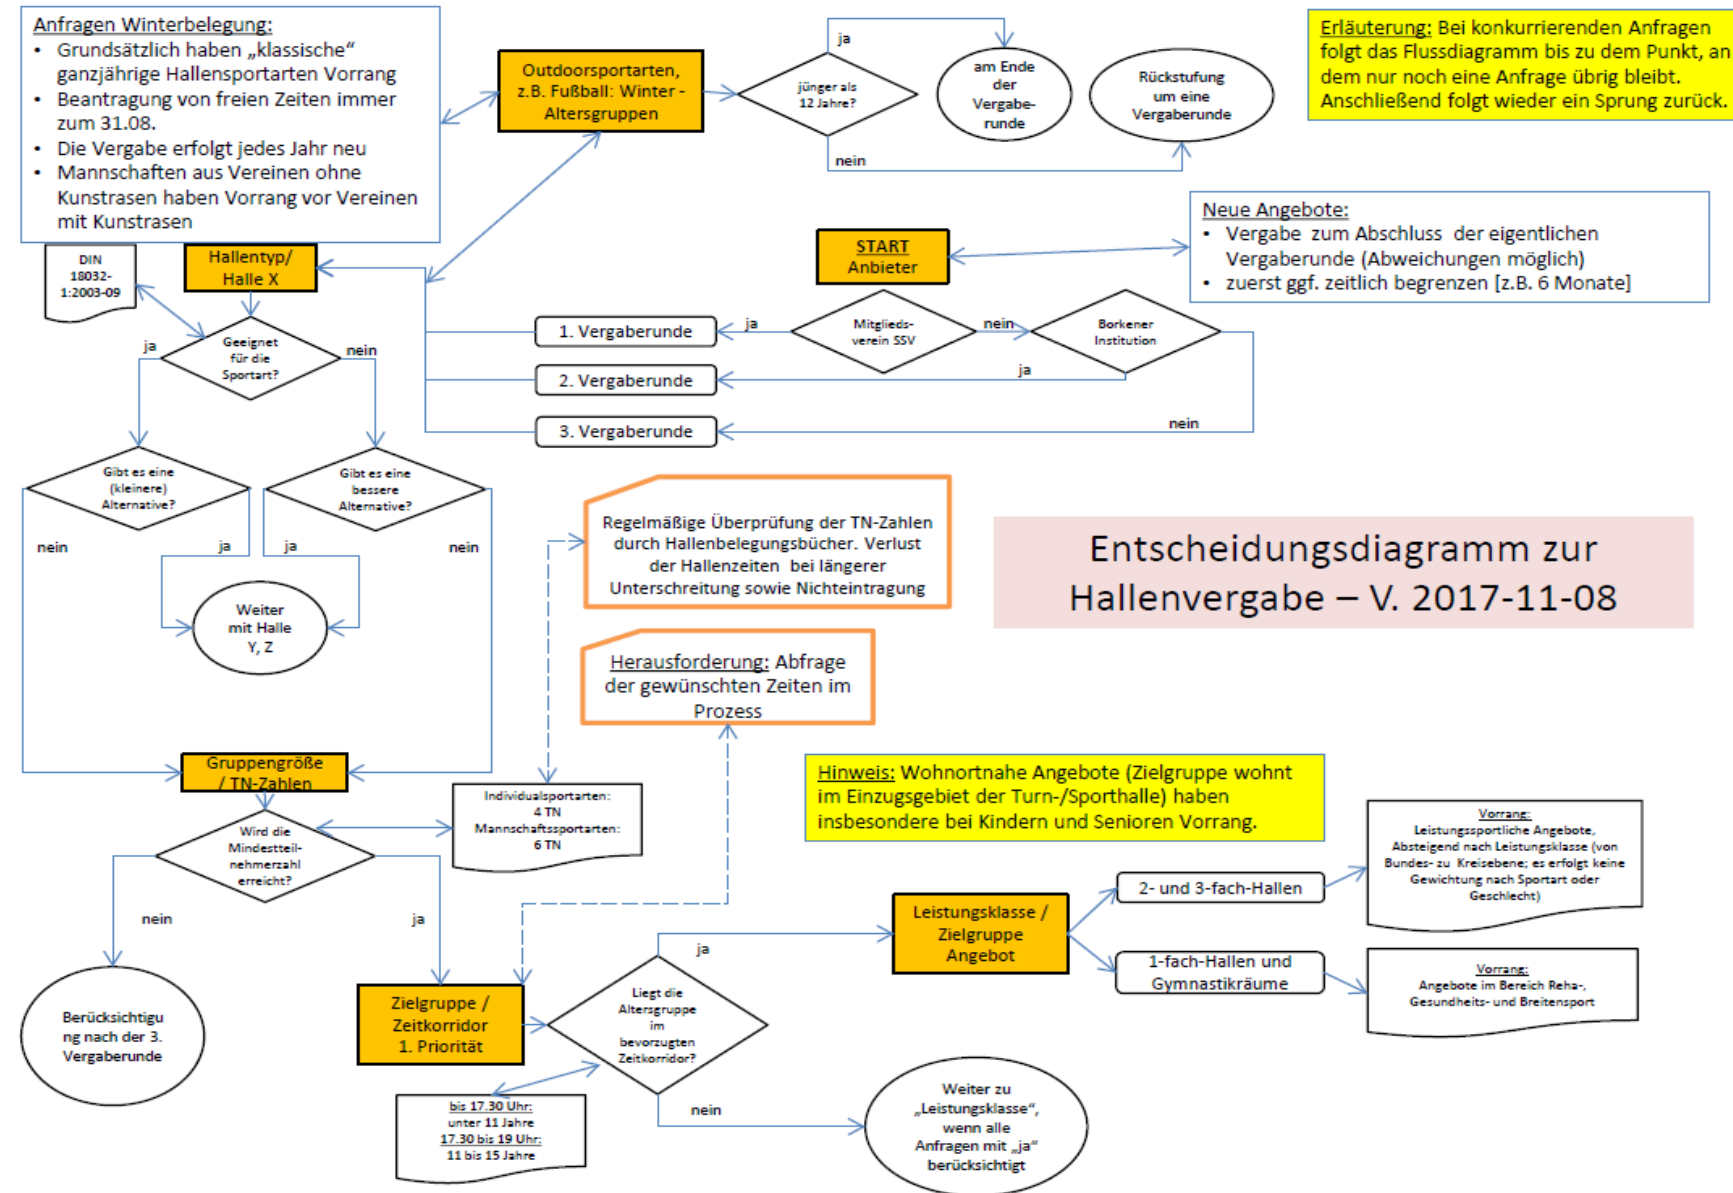 Anfragen Winterbelegung:
• Grundsätzlich haben „klassische“
ganzjährige Hallensportarten Vorrang
• Beantragung von freien Zeiten immer
zum 31.08.
• Die Vergabe erfolgt jedes Jahr neu
• Mannschaften aus Vereinen ohne
Kunstrasen haben Vorrang vor Vereinen
mit Kunstrasen
Outdoorsportarten,
z.B. Fußball: Winter -
Altersgruppen
ja
jünger als
12 Jahre?
nein
am Ende
der
Vergabe-
runde
Rückstufung
um eine
Vergaberunde
Erläuterung: Bei konkurrierenden Anfragen
folgt das Flussdiagramm bis zu dem Punkt, an
dem nur noch eine Anfrage übrig bleibt.
Anschließend folgt wieder ein Sprung zurück.
Neue Angebote:
• Vergabe zum Abschluss der eigentlichen
Vergaberunde (Abweichungen möglich)
• zuerst ggf. zeitlich begrenzen [z.B. 6 Monate]
START
Anbieter
Mitglieds-
verein SSV
ja
nein
Borkener
Institution
ja
nein
1. Vergaberunde
2. Vergaberunde
3. Vergaberunde
DIN
18032-
1:2003-09
Hallentyp/
Halle X
Geeignet
für die
Sportart?
ja
nein
Gibt es eine
(kleinere)
Alternative?
Gibt es eine
bessere
Alternative?
nein
ja
ja
nein
Weiter
mit Halle
Y, Z
Regelmäßige Überprüfung der TN-Zahlen
durch Hallenbelegungsbücher. Verlust
der Hallenzeiten bei längerer
Unterschreitung sowie Nichteintragung
Entscheidungsdiagramm zur
Hallenvergabe – V. 2017-11-08
Herausforderung: Abfrage
der gewünschten Zeiten im
Prozess
Gruppengröße
/ TN-Zahlen
Individualsportarten:
4 TN
Mannschaftssportarten:
6 TN
Wird die
Mindestteil-
nehmerzahl
erreicht?
nein
ja
Berücksichtigu
ng nach der 3.
Vergaberunde
Hinweis: Wohnortnahe Angebote (Zielgruppe wohnt
im Einzugsgebiet der Turn-/Sporthalle) haben
insbesondere bei Kindern und Senioren Vorrang.
Zielgruppe /
Zeitkorridor
1. Priorität
Liegt die
Altersgruppe
im
bevorzugten
Zeitkorridor?
ja
nein
bis 17.30 Uhr:
unter 11 Jahre
17.30 bis 19 Uhr:
11 bis 15 Jahre
Weiter zu
„Leistungsklasse“,
wenn alle
Anfragen mit „ja“
berücksichtigt
Leistungsklasse /
Zielgruppe
Angebot
2- und 3-fach-Hallen
1-fach-Hallen und
Gymnastikräume
Vorrang:
Leistungssportliche Angebote,
Absteigend nach Leistungsklasse (von
Bundes- zu Kreisebene; es erfolgt keine
Gewichtung nach Sportart oder
Geschlecht)
Vorrang:
Angebote im Bereich Reha-,
Gesundheits- und Breitensport